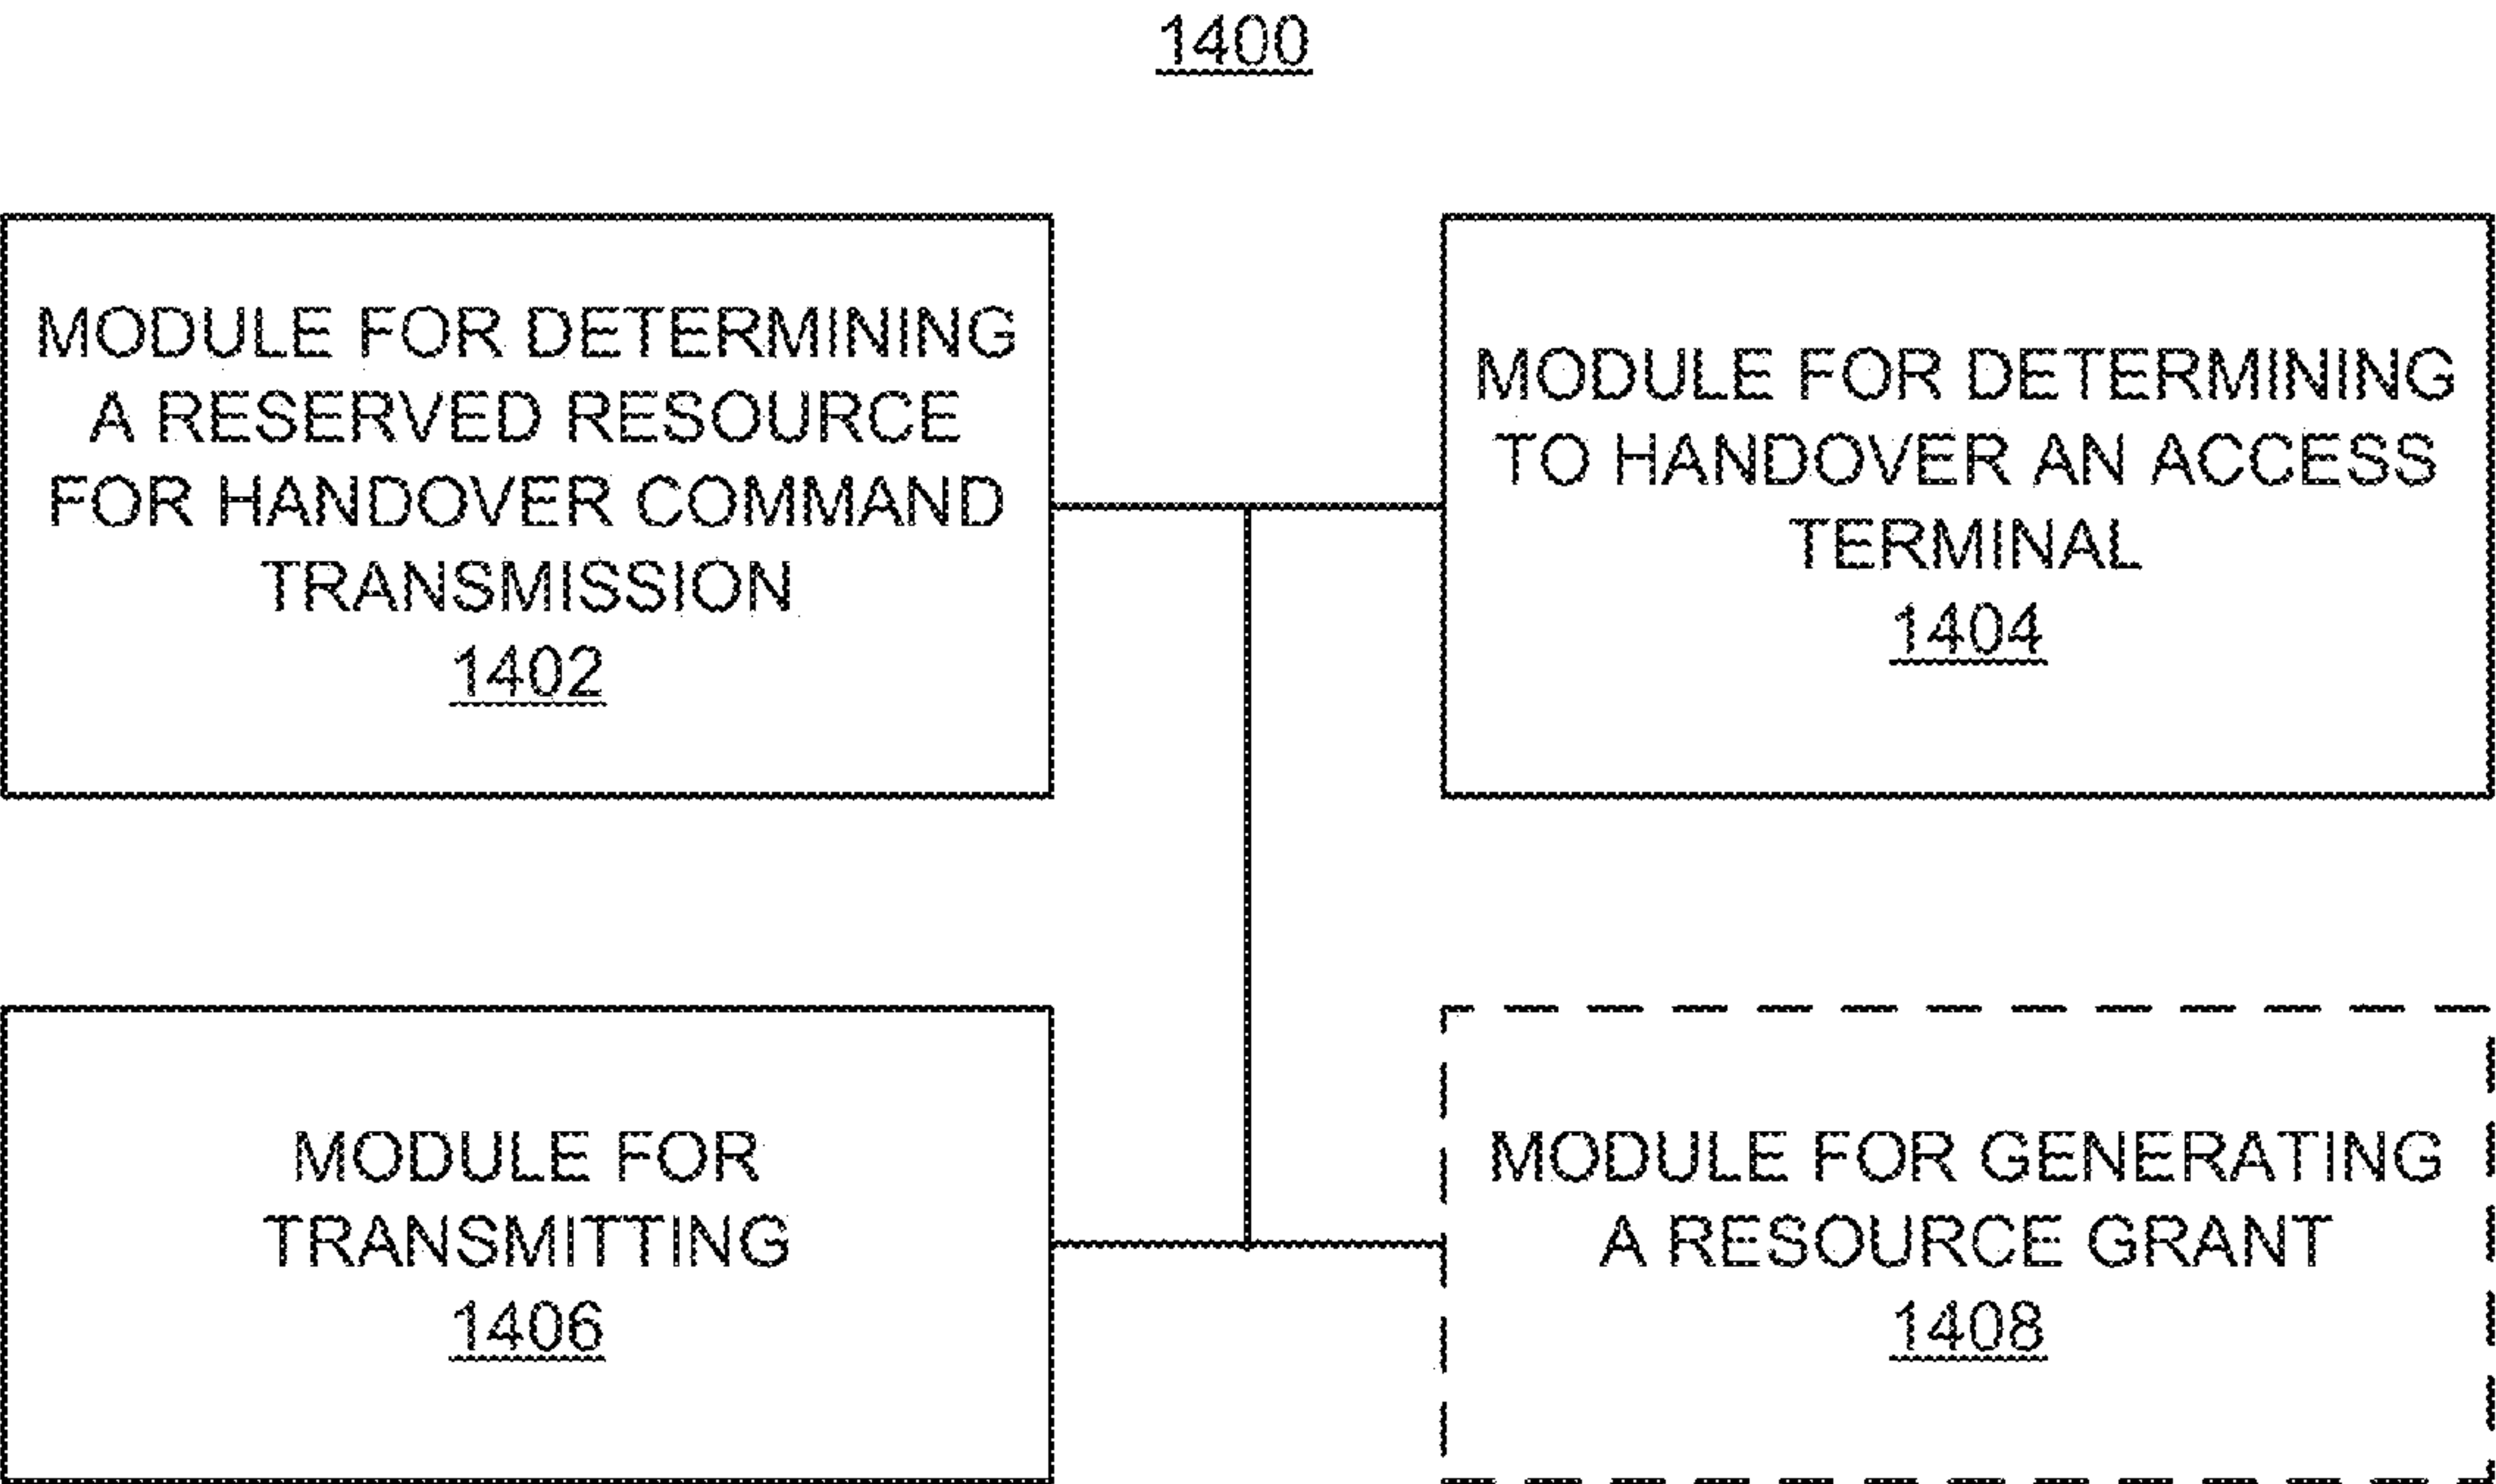 1400
MODULE FOR DETERMINING
A RESERVED RESOURCE
FOR HANDOVER COMMAND
TRANSMISSION
1402
MODULE FOR DETERMINING
TO HANDOVER AN ACCESS
TERMINAL
1404
MODULE FOR
TRANSMITTING
1406
MODULE FOR GENERATING
A RESOURCE GRANT
1408